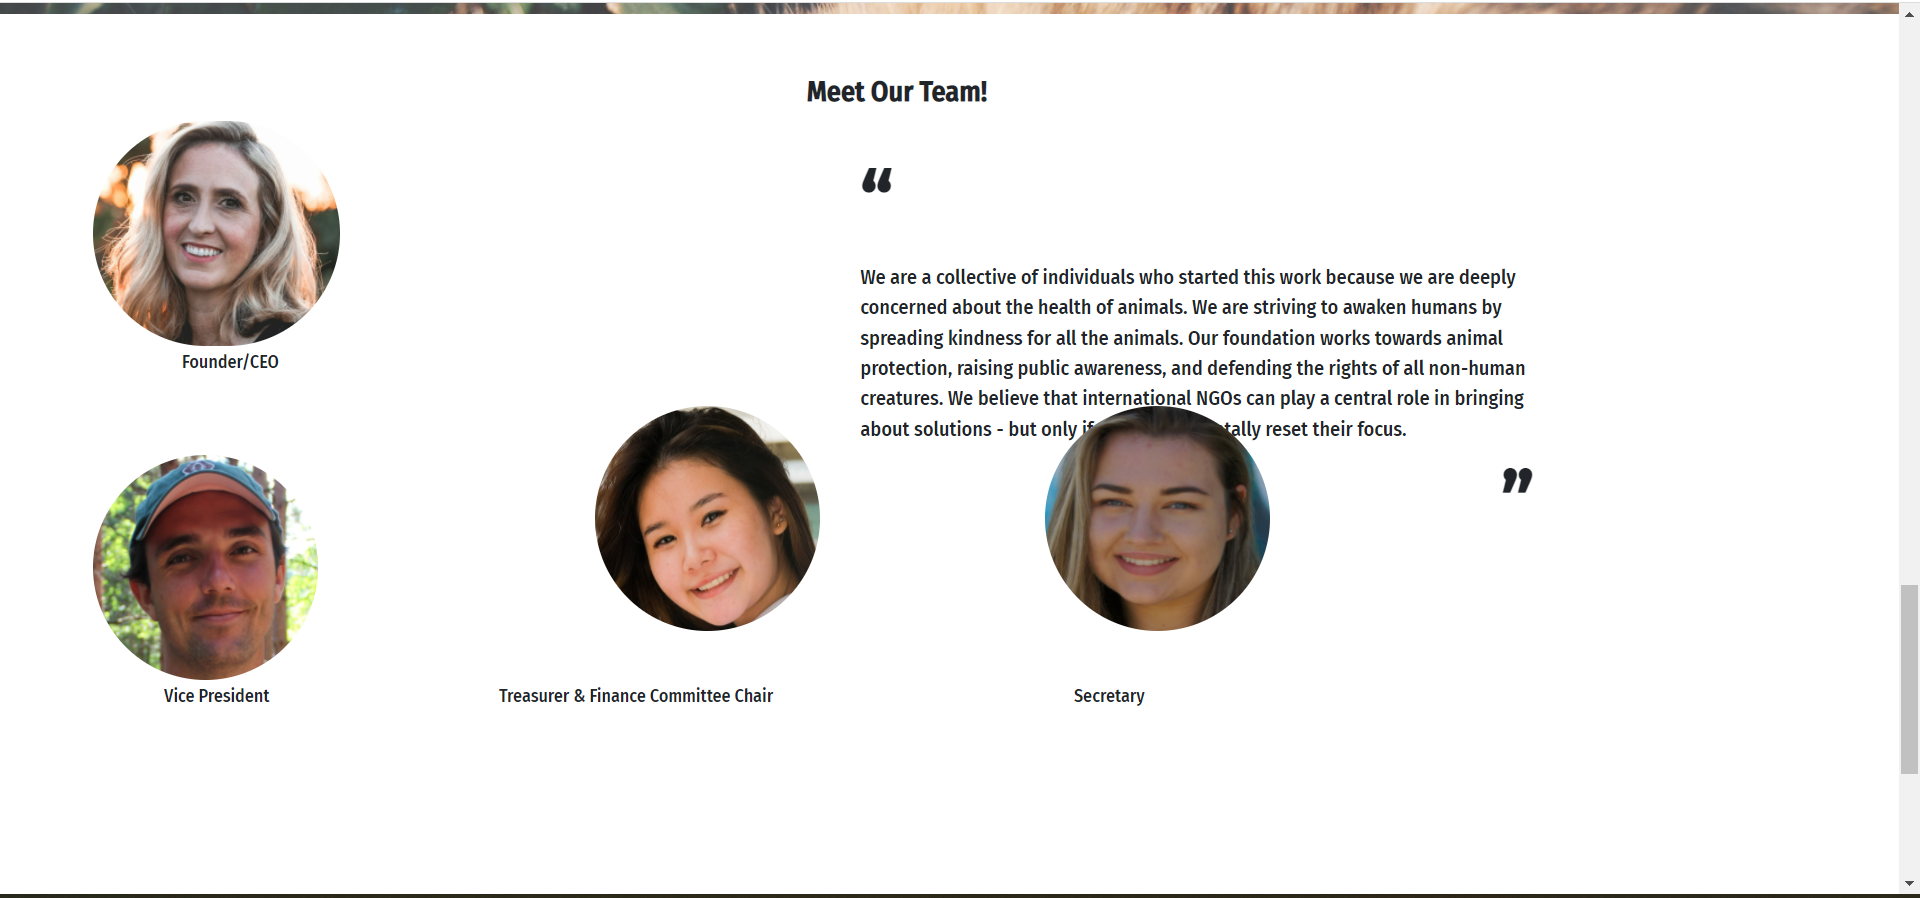 Meet Our Team!
“
Founder/CEO
We are a collective of individuals who started this work because we are deeply
concerned about the health of animals. We are striving to awaken humans by
spreading kindness for all the animals. Our foundation works towards animal
protection, raising public awareness, and defending the rights of all non-human
creatures. We believe that international NGOs can play a central role in bringing
about solutions - but only if tally reset their focus.
”
Vice President
Treasurer & Finance Committee Chair
Secretary